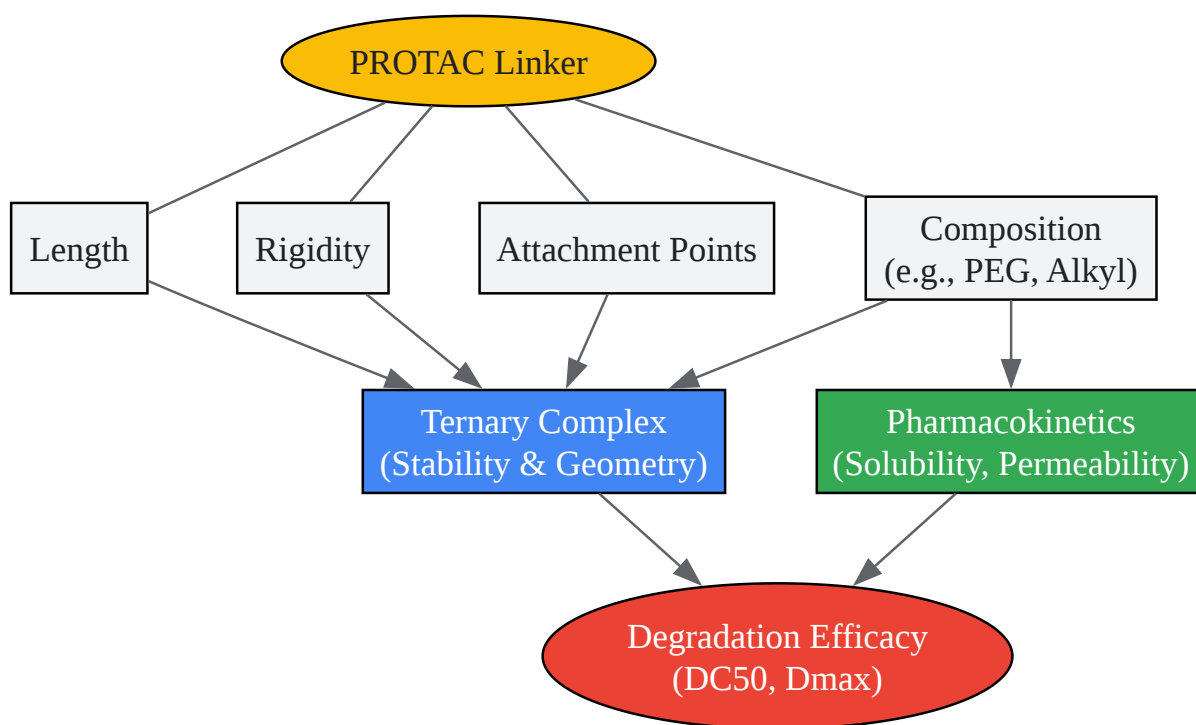 PROTAC Linker
Length
Rigidity
Attachment Points
Composition
(e.g., PEG, Alkyl)
Ternary Complex
(Stability & Geometry)
Pharmacokinetics
(Solubility, Permeability)
Degradation Efficacy
(DC50, Dmax)